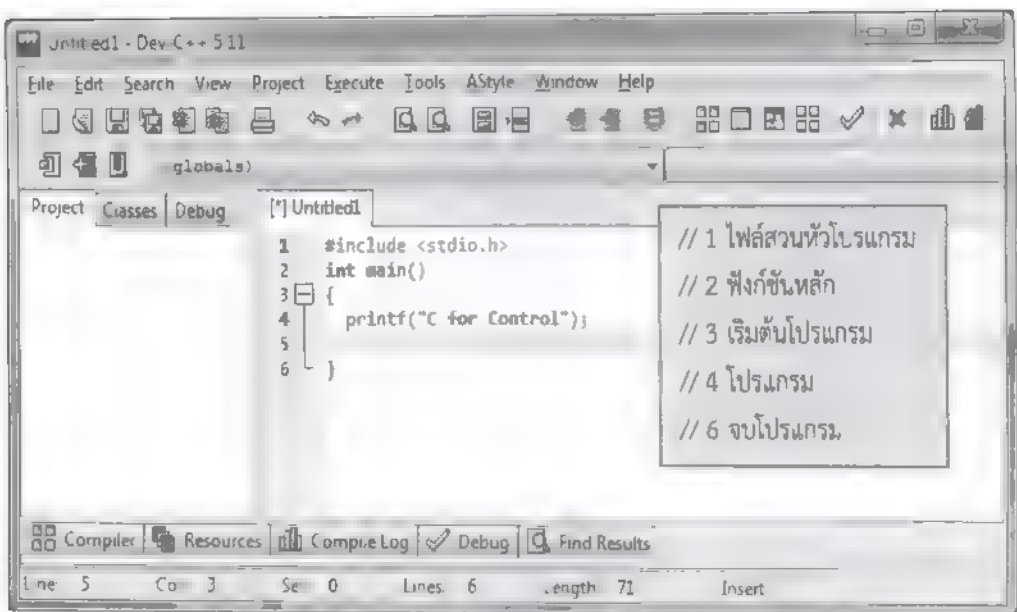 Untitled1 - Dev-C++ 5.11
File Edit Search View Project Execute Tools AStyle Window Help
globals)
Project Classes Debug [*] Untitled1
1 #include <stdio.h>
2 int main()
3 {
4 printf("C for Control");
5
6 }
// 1 ไฟล์ส่วนหัวโปรแกรม
// 2 ฟังก์ชันหลัก
// 3 เริ่มต้นโปรแกรม
// 4 โปรแกรม
// 6 จบโปรแกรม
Compiler Resources Compile Log Debug Find Results
Line: 5 Col: 3 Sel: 0 Lines: 6 Length: 71 Insert